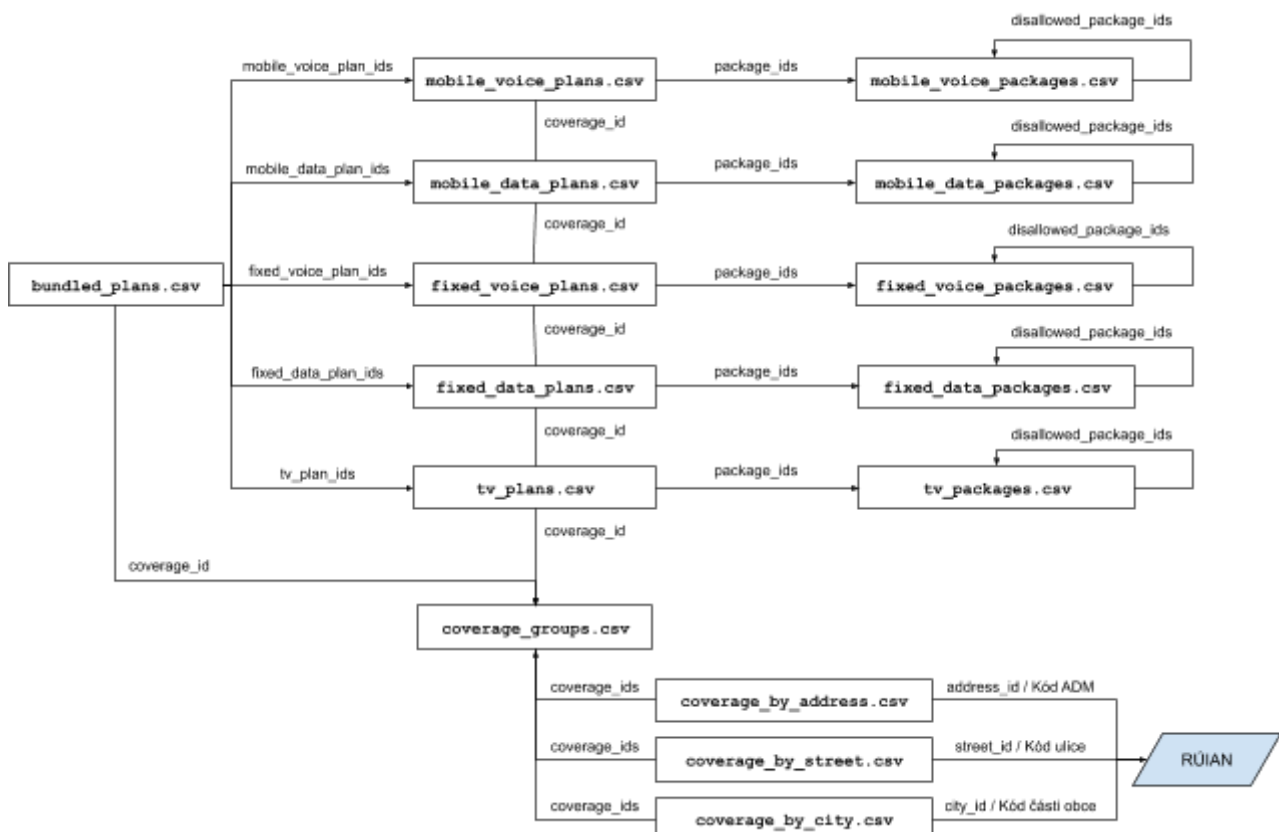 disallowed_package_ids
mobile_voice_plan_ids
mobile_voice_plans.csv
package_ids
mobile_voice_packages.csv
coverage_id
disallowed_package_ids
mobile_data_plan_ids
mobile_data_plans.csv
package_ids
mobile_data_packages.csv
coverage_id
disallowed_package_ids
bundled_plans.csv
fixed_voice_plan_ids
fixed_voice_plans.csv
package_ids
fixed_voice_packages.csv
coverage_id
disallowed_package_ids
fixed_data_plan_ids
fixed_data_plans.csv
package_ids
fixed_data_packages.csv
coverage_id
disallowed_package_ids
tv_plan_ids
tv_plans.csv
package_ids
tv_packages.csv
coverage_id
coverage_id
coverage_groups.csv
coverage_ids
coverage_by_address.csv
address_id / Kód ADM
coverage_ids
coverage_by_street.csv
street_id / Kód ulice
RÚIAN
coverage_ids
coverage_by_city.csv
city_id / Kód části obce